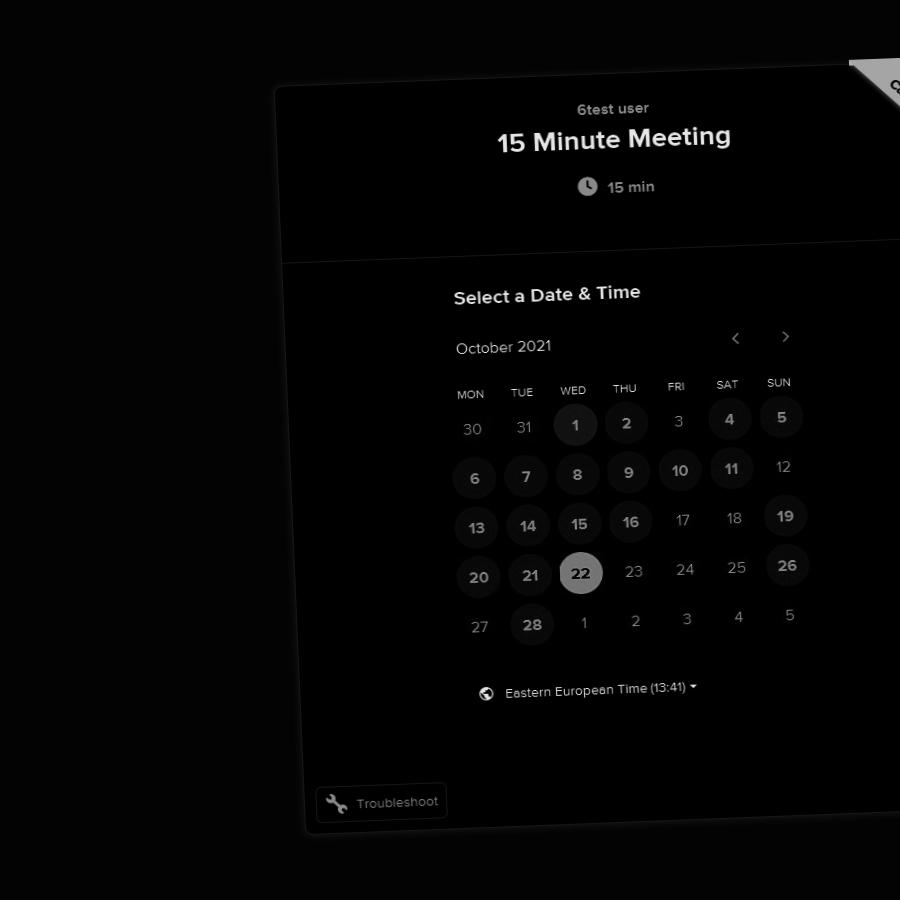 6test user
15 Minute Meeting
15 min
Select a Date & Time
October 2021
MON TUE WED THU FRI SAT SUN
30 31 1 2 3 4 5
6 7 8 9 10 11 12
13 14 15 16 17 18 19
20 21 22 23 24 25 26
27 28 1 2 3 4 5
Eastern European Time (13:41)
Troubleshoot